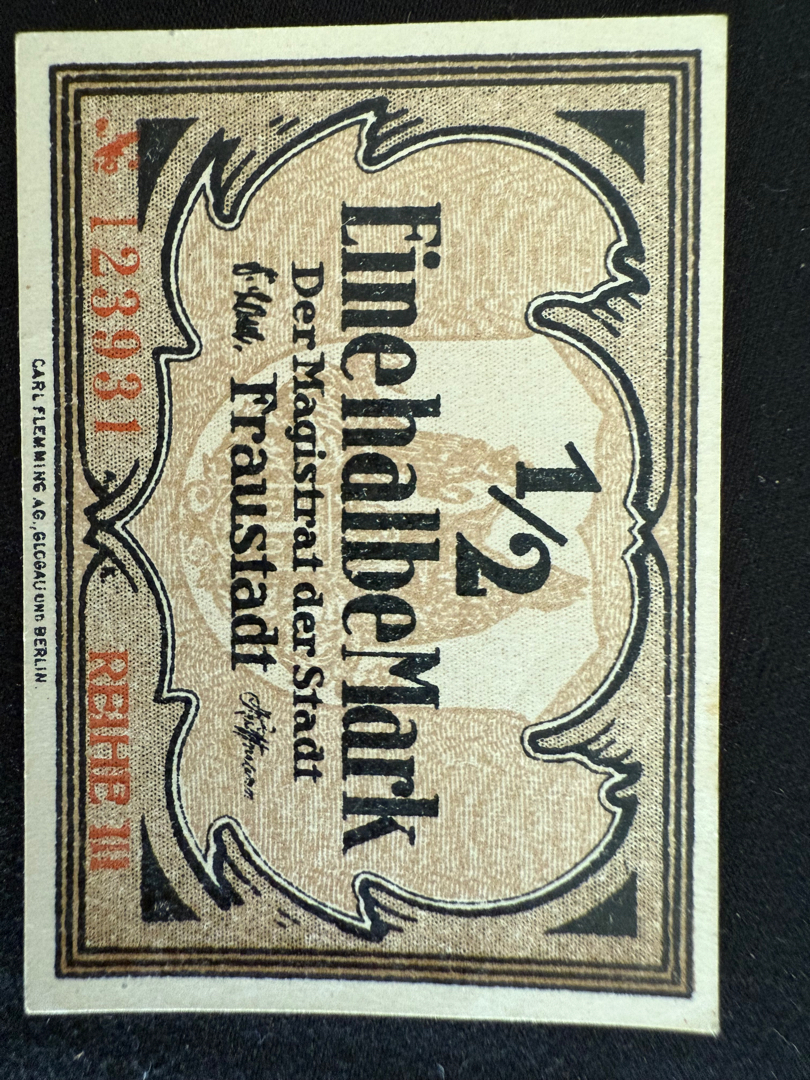 1/2
Eine halbe Mark
Der Magistrat der Stadt
Fraustadt
№ 123931 REIHE III
CARL FLEMMING AG., GLOGAU UND BERLIN.